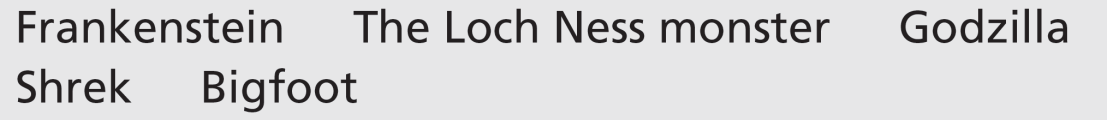 Frankenstein The Loch Ness monster Godzilla
Shrek Bigfoot